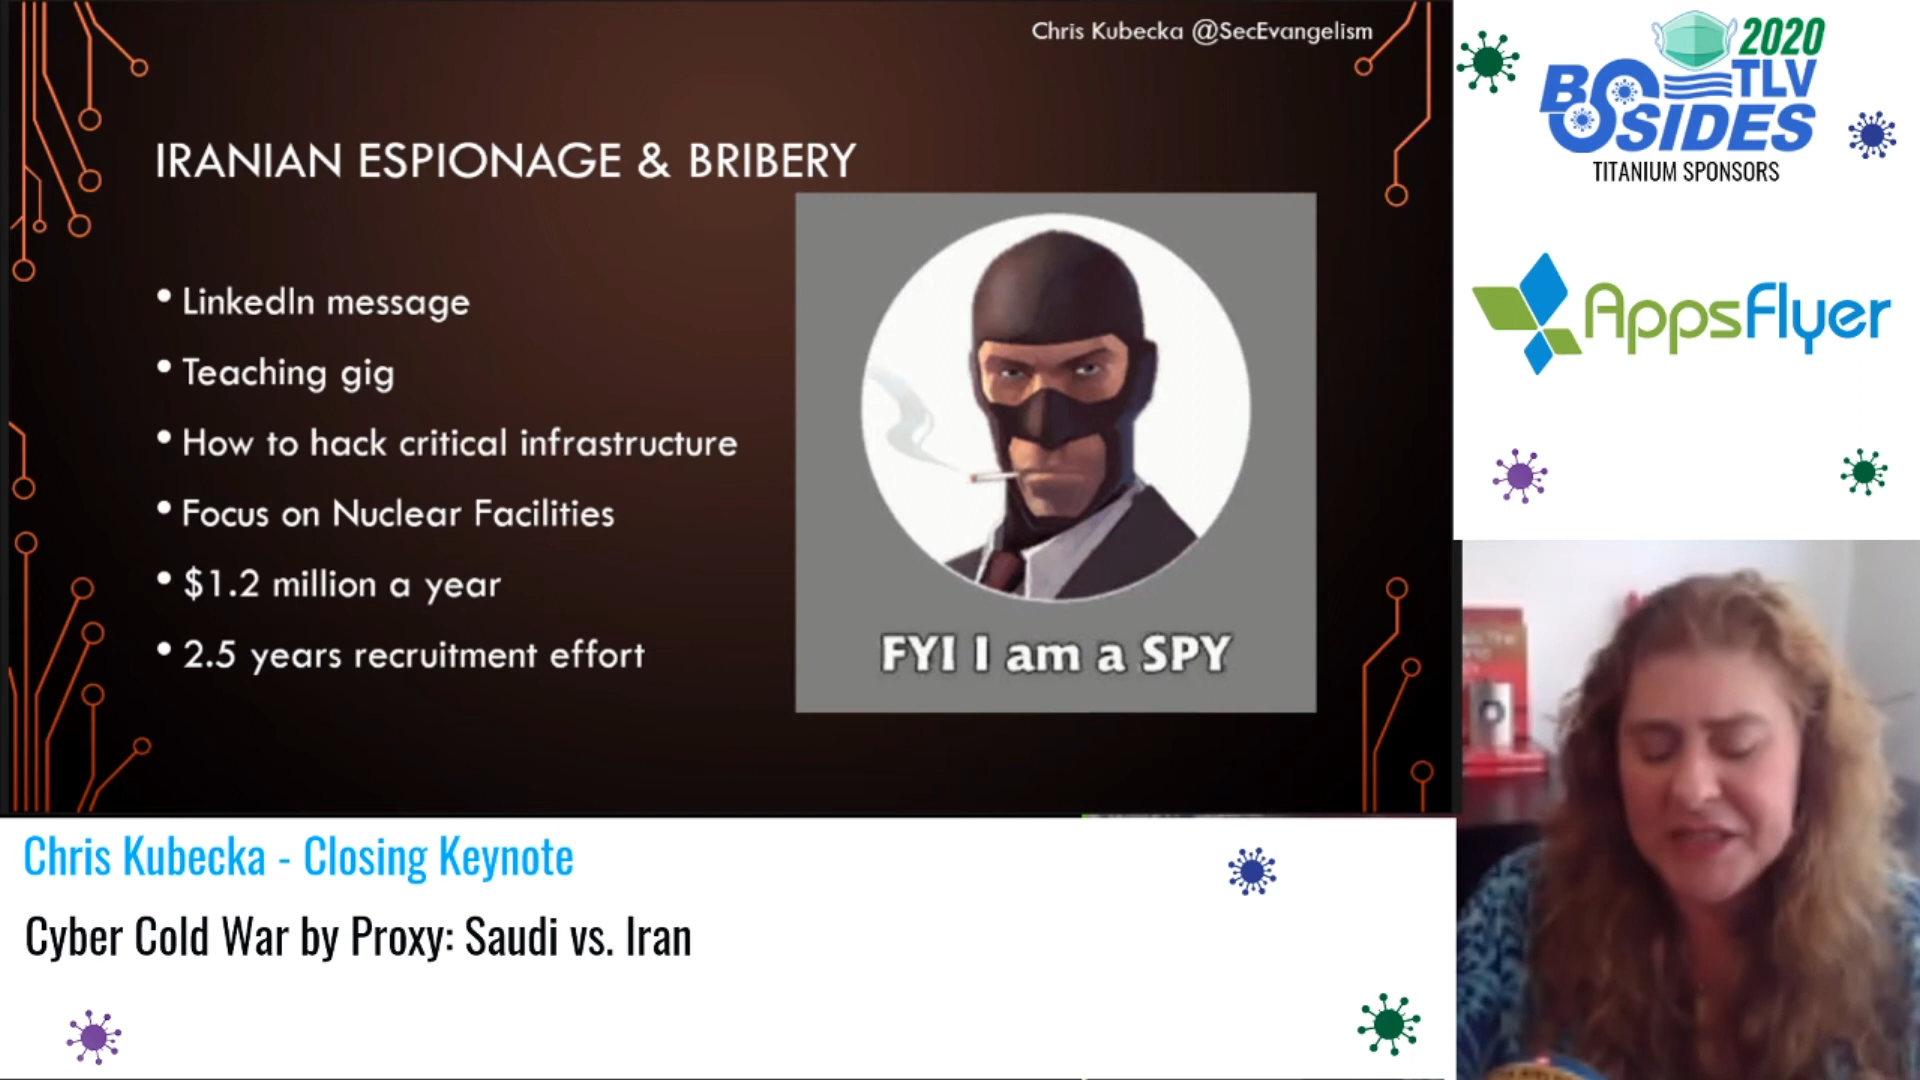 Chris Kubecka @SecEvangelism
IRANIAN ESPIONAGE & BRIBERY
• LinkedIn message
• Teaching gig
• How to hack critical infrastructure
• Focus on Nuclear Facilities
• $1.2 million a year
• 2.5 years recruitment effort
FYI I am a SPY
2020
BSIDES
TLV
TITANIUM SPONSORS
AppsFlyer
Chris Kubecka - Closing Keynote
Cyber Cold War by Proxy: Saudi vs. Iran